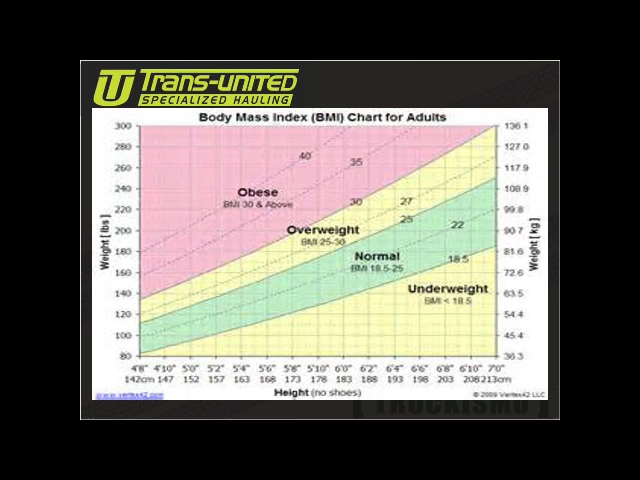 TRANS-UNITED
SPECIALIZED HAULING
Body Mass Index (BMI) Chart for Adults
300 136.1
280 127.0
260 117.9
240 108.9
220 99.8
200 90.7
180 81.6
160 72.6
140 63.5
120 54.4
100 45.4
80 36.3
Weight [lbs]
Weight [kg]
40
35
Obese
BMI 30 & Above
30
27
Overweight
BMI 25-30
25
22
Normal
BMI 18.5-25
18.5
Underweight
BMI < 18.5
4'8" 4'10" 5'0" 5'2" 5'4" 5'6" 5'8" 5'10" 6'0" 6'2" 6'4" 6'6" 6'8" 6'10" 7'0"
142cm 147 152 157 163 168 173 178 183 188 193 198 203 208 213cm
Height (no shoes)
www.vertex42.com
© 2009 Vertex42 LLC
[ TRUCKISMO ]